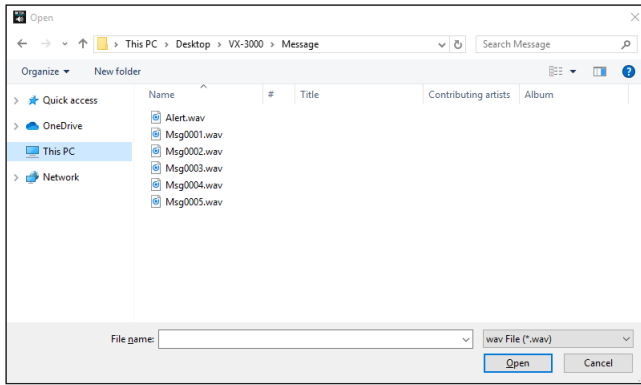 Open
This PC > Desktop > VX-3000 > Message
Search Message
Organize
New folder
Name
#
Title
Contributing artists
Album
Quick access
OneDrive
This PC
Network
Alert.wav
Msg0001.wav
Msg0002.wav
Msg0003.wav
Msg0004.wav
Msg0005.wav
File name:
wav File (*.wav)
Open
Cancel